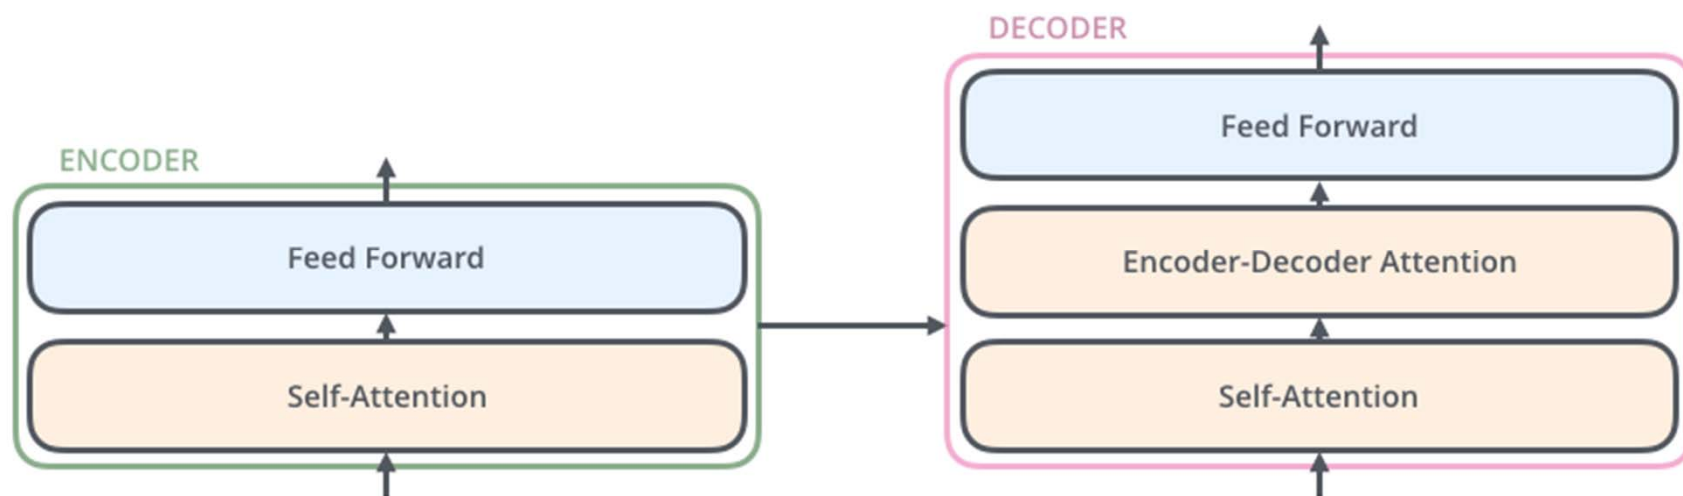 ENCODER
Feed Forward
Self-Attention
DECODER
Feed Forward
Encoder-Decoder Attention
Self-Attention